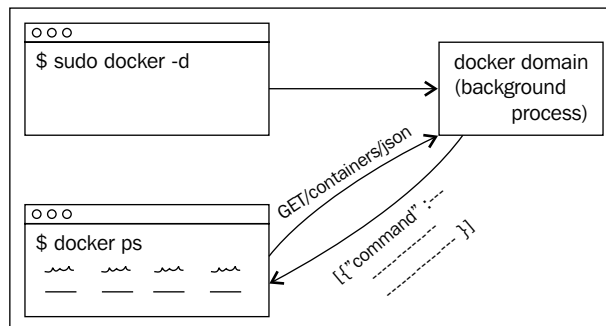 $ sudo docker -d
docker domain
(background
process)
GET/containers/json
$ docker ps
[{"command" :----
---------
----------- }]